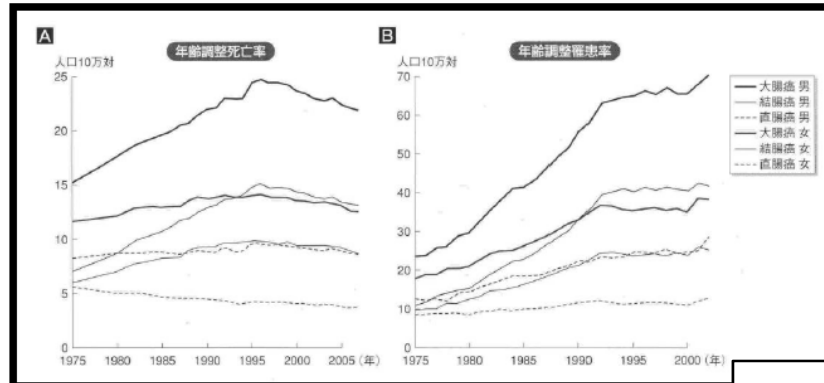 A
年齢調整死亡率
人口10万対
25
20
15
10
5
0
1975 1980 1985 1990 1995 2000 2005(年)
B
年齢調整罹患率
人口10万対
70
60
50
40
30
20
10
0
1975 1980 1985 1990 1995 2000(年)
大腸癌 男
結腸癌 男
直腸癌 男
大腸癌 女
結腸癌 女
直腸癌 女